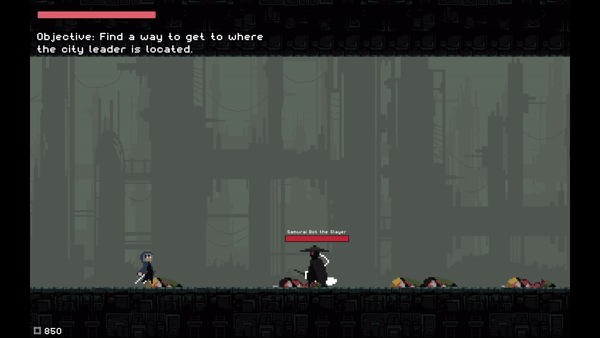 Objective: Find a way to get to where
the city leader is located.
Samurai Bot the Slayer
850